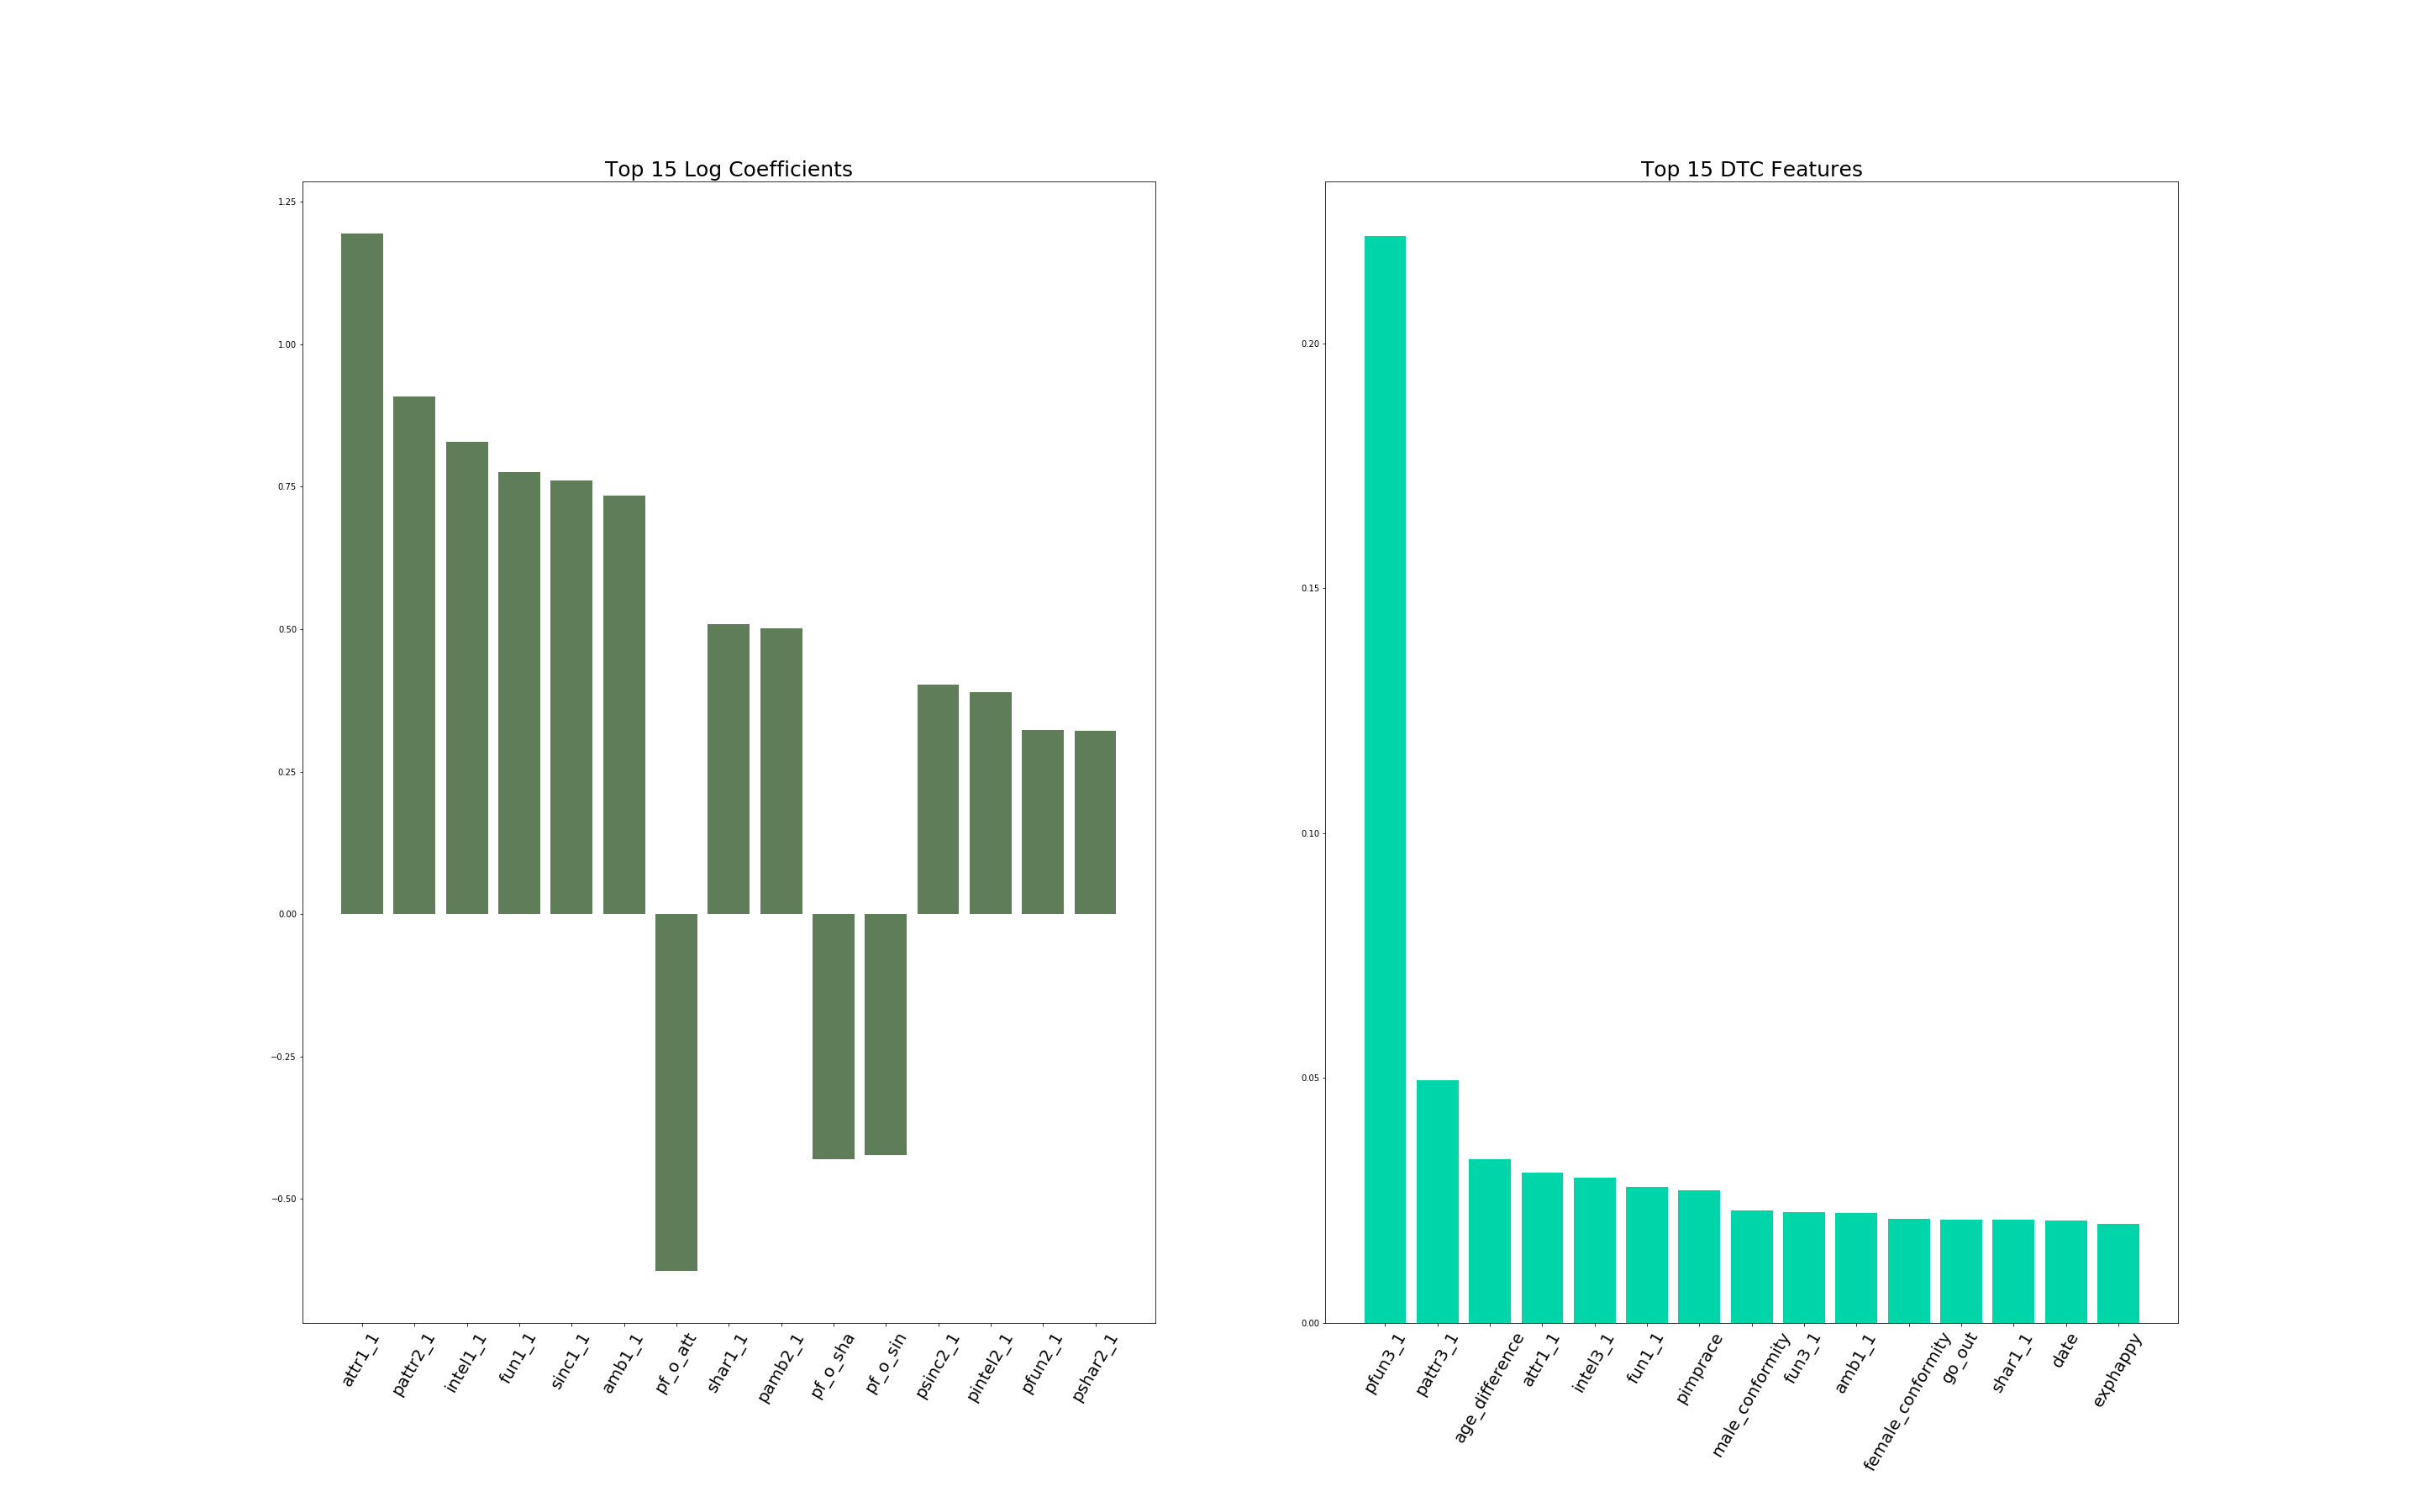 Top 15 Log Coefficients
1.25
1.00
0.75
0.50
0.25
0.00
−0.25
−0.50
attr1_1
pattr2_1
intel1_1
fun1_1
sinc1_1
amb1_1
pf_o_att
shar1_1
pamb2_1
pf_o_sha
pf_o_sin
psinc2_1
pintel2_1
pfun2_1
pshar2_1
Top 15 DTC Features
0.20
0.15
0.10
0.05
0.00
pfun3_1
pattr3_1
age_difference
attr1_1
intel3_1
fun1_1
pimprace
male_conformity
fun3_1
amb1_1
female_conformity
go_out
shar1_1
date
exphappy